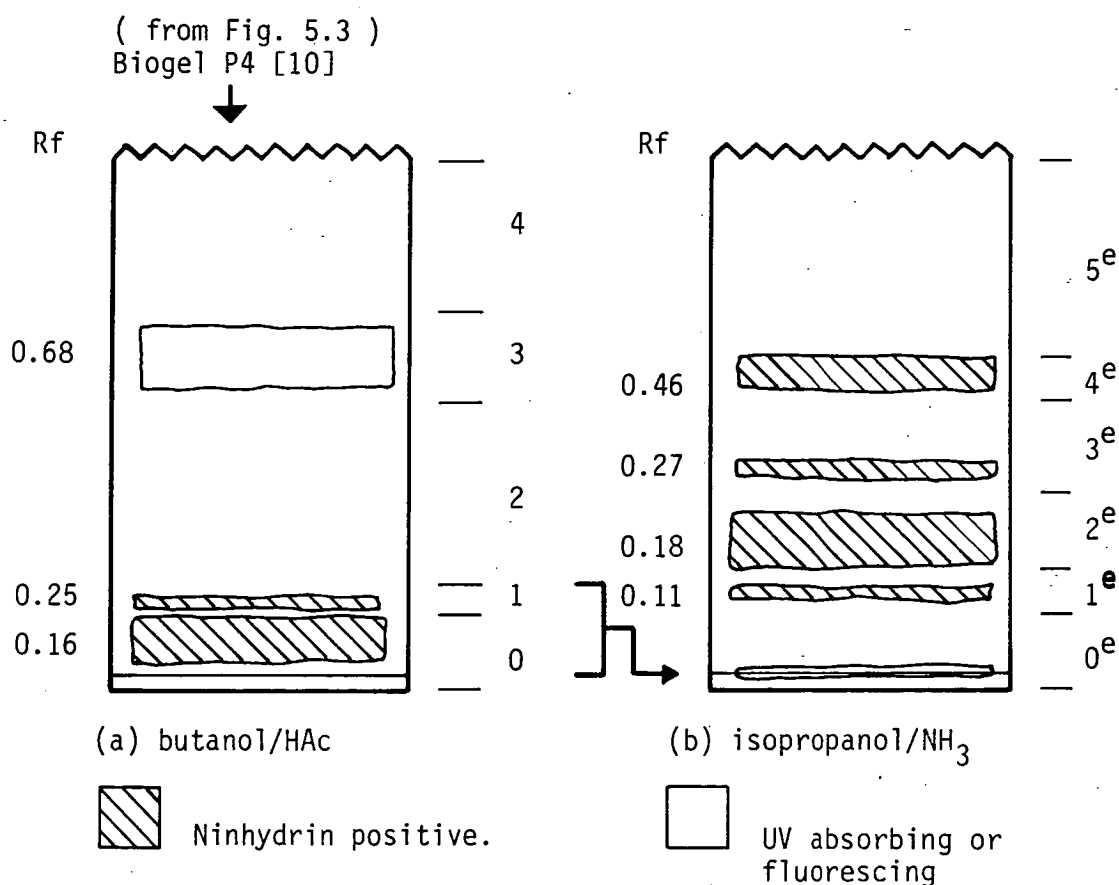 ( from Fig. 5.3 )
Biogel P4 [10]
Rf
4
0.68
3
2
0.25
1
0.16
0
(a) butanol/HAc
Ninhydrin positive.
Rf
5e
0.46
4e
0.27
3e
0.18
2e
0.11
1e
0e
(b) isopropanol/NH3
UV absorbing or
fluorescing